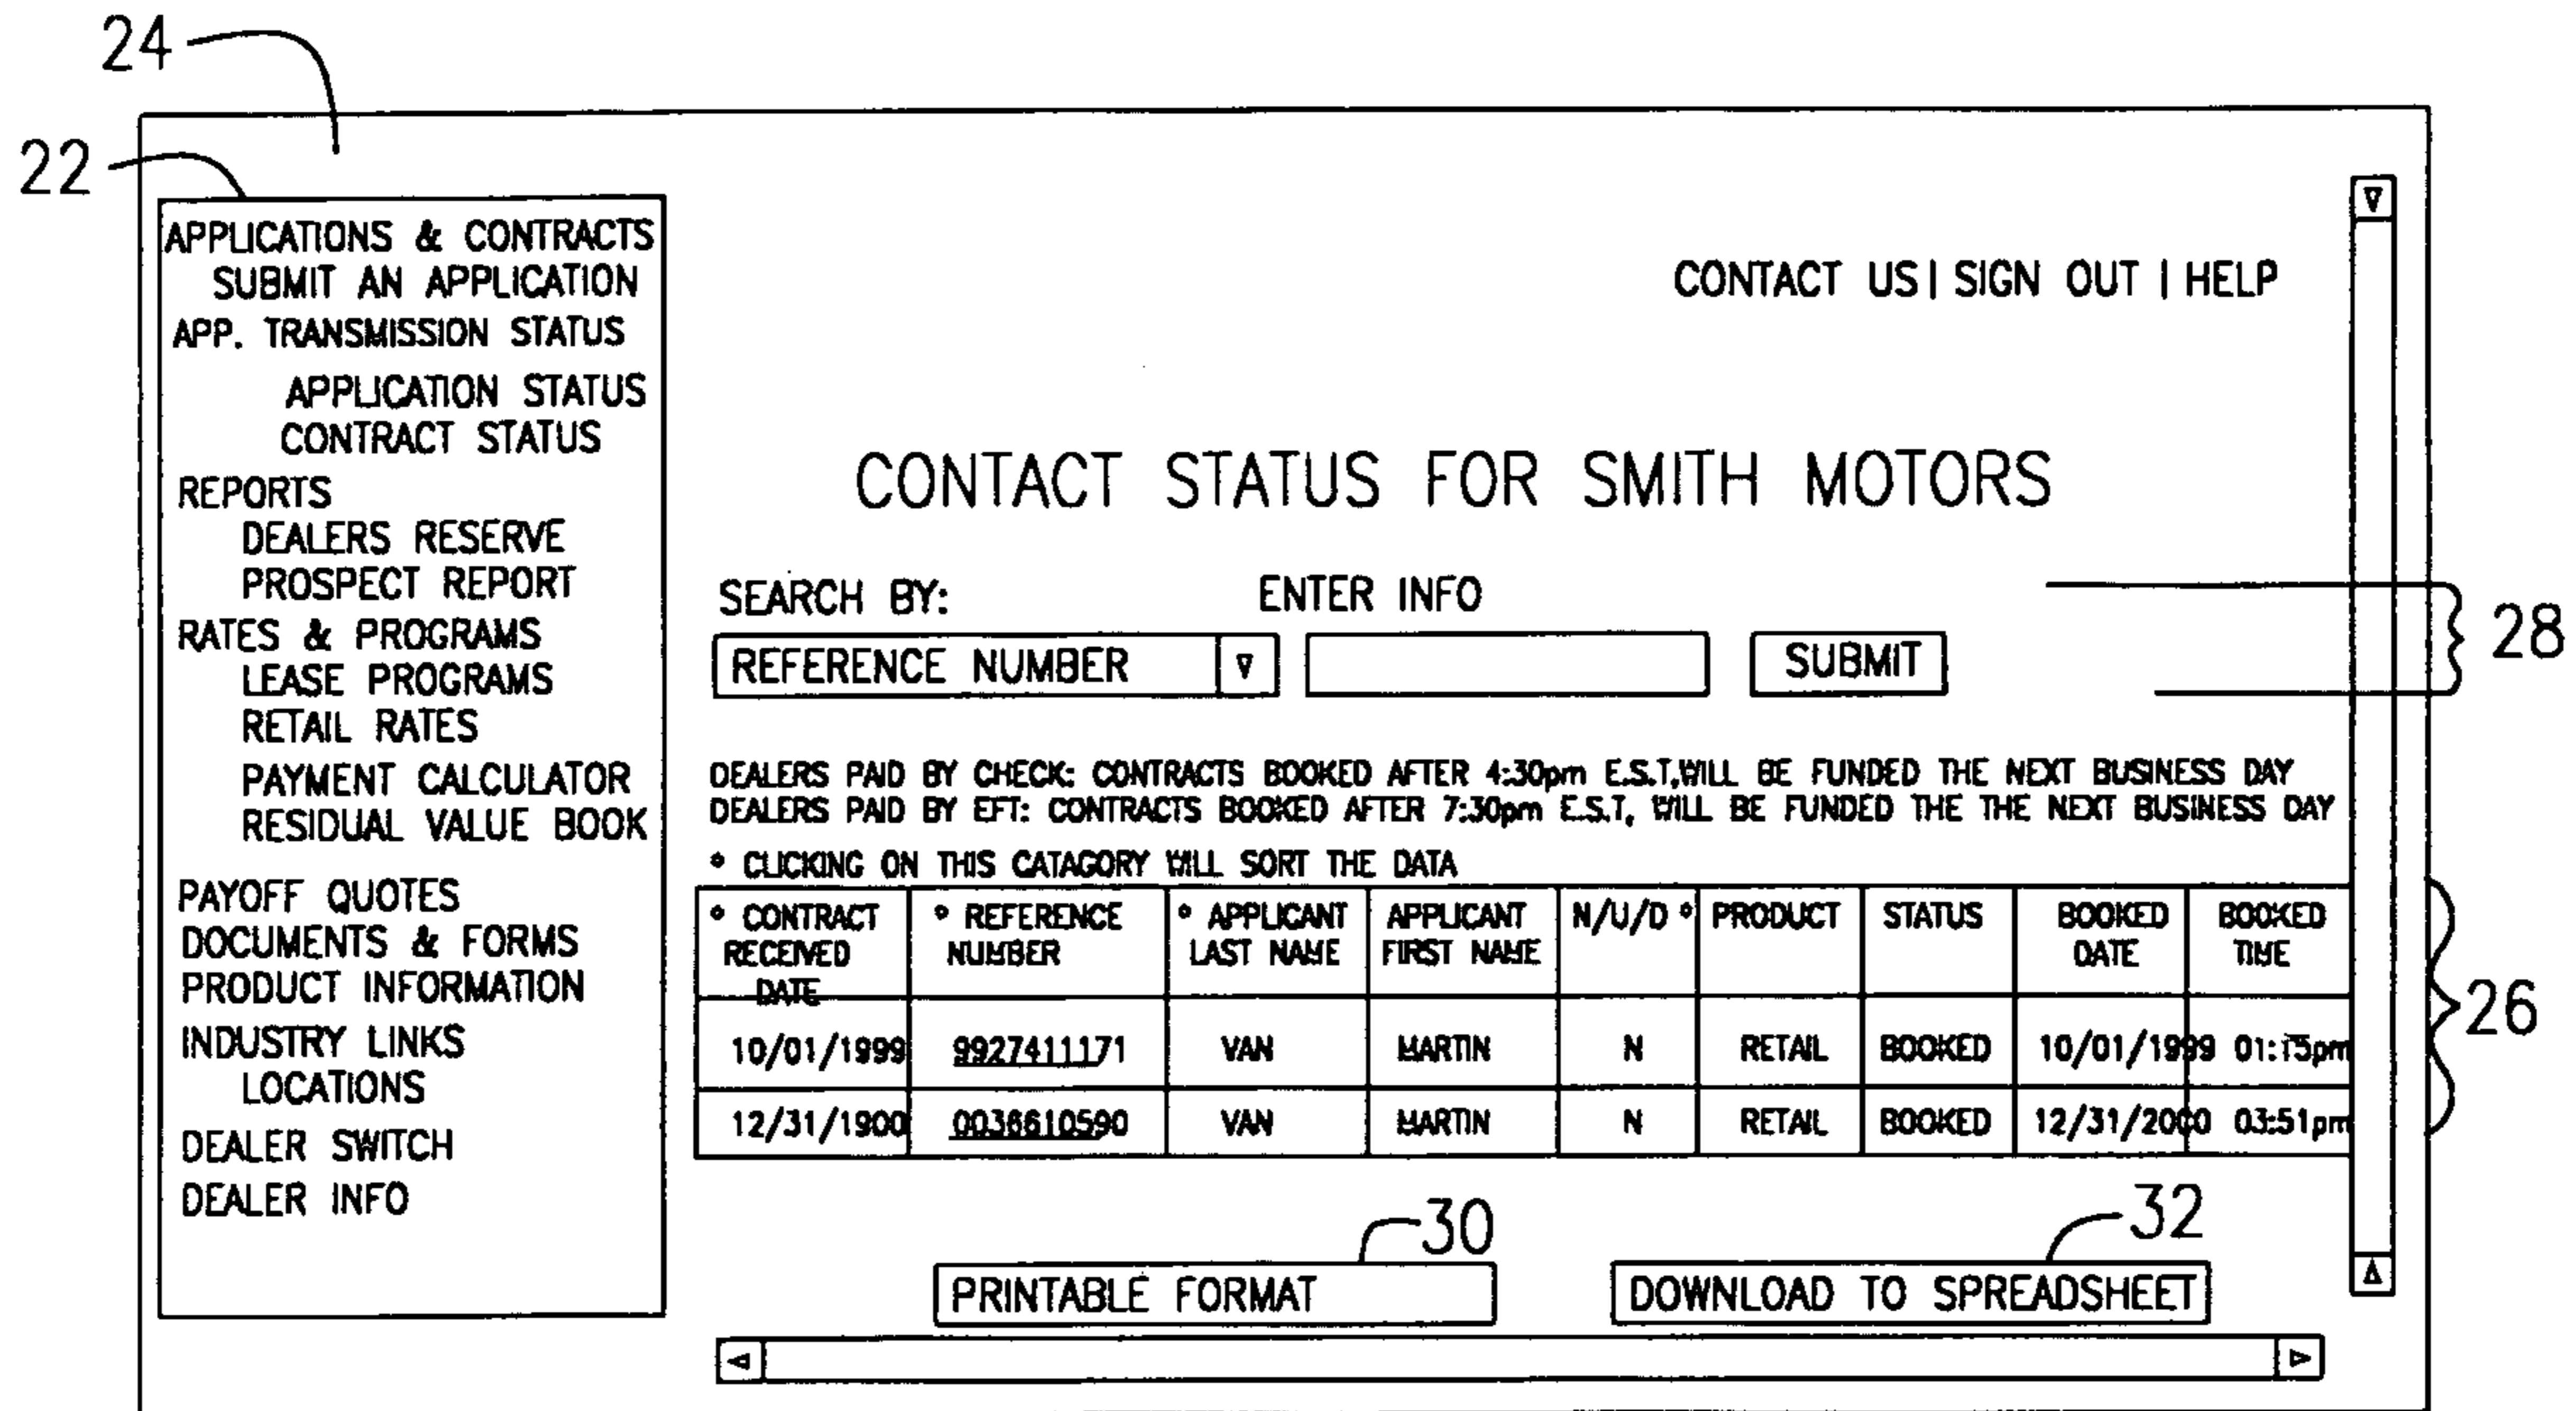 24
22
APPLICATIONS & CONTRACTS
SUBMIT AN APPLICATION
APP. TRANSMISSION STATUS
APPLICATION STATUS
CONTRACT STATUS
REPORTS
DEALERS RESERVE
PROSPECT REPORT
RATES & PROGRAMS
LEASE PROGRAMS
RETAIL RATES
PAYMENT CALCULATOR
RESIDUAL VALUE BOOK
PAYOFF QUOTES
DOCUMENTS & FORMS
PRODUCT INFORMATION
INDUSTRY LINKS
LOCATIONS
DEALER SWITCH
DEALER INFO
CONTACT US | SIGN OUT | HELP
CONTACT STATUS FOR SMITH MOTORS
SEARCH BY: ENTER INFO
REFERENCE NUMBER SUBMIT
28
DEALERS PAID BY CHECK: CONTRACTS BOOKED AFTER 4:30pm E.S.T,WILL BE FUNDED THE NEXT BUSINESS DAY
DEALERS PAID BY EFT: CONTRACTS BOOKED AFTER 7:30pm E.S.T, WILL BE FUNDED THE THE NEXT BUSINESS DAY
° CLICKING ON THIS CATAGORY WILL SORT THE DATA
° CONTRACT RECEIVED DATE ° REFERENCE NUMBER ° APPLICANT LAST NAME APPLICANT FIRST NAME N/U/D ° PRODUCT STATUS BOOKED DATE BOOKED TIME
10/01/1999 9927411171 VAN MARTIN N RETAIL BOOKED 10/01/1999 01:15pm
12/31/1900 0036610590 VAN MARTIN N RETAIL BOOKED 12/31/2000 03:51pm
26
30
32
PRINTABLE FORMAT DOWNLOAD TO SPREADSHEET